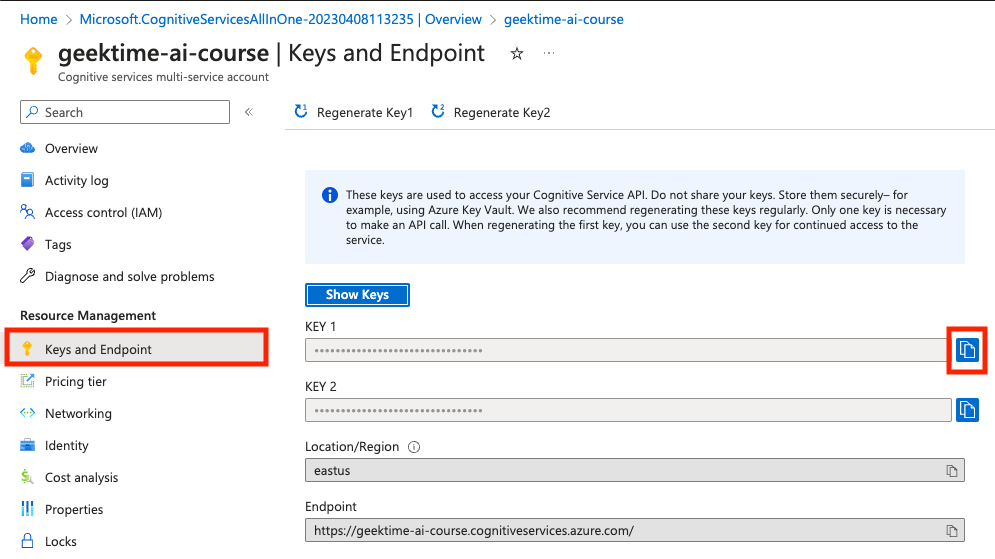 Home > Microsoft.CognitiveServicesAllInOne-20230408113235 | Overview > geektime-ai-course
geektime-ai-course | Keys and Endpoint
Cognitive services multi-service account
Search
«
Regenerate Key1
Regenerate Key2
Overview
Activity log
Access control (IAM)
Tags
Diagnose and solve problems
Resource Management
Keys and Endpoint
Pricing tier
Networking
Identity
Cost analysis
Properties
Locks
These keys are used to access your Cognitive Service API. Do not share your keys. Store them securely– for
example, using Azure Key Vault. We also recommend regenerating these keys regularly. Only one key is necessary
to make an API call. When regenerating the first key, you can use the second key for continued access to the
service.
Show Keys
KEY 1
••••••••••••••••••••••••••••••••
KEY 2
••••••••••••••••••••••••••••••••
Location/Region
eastus
Endpoint
https://geektime-ai-course.cognitiveservices.azure.com/